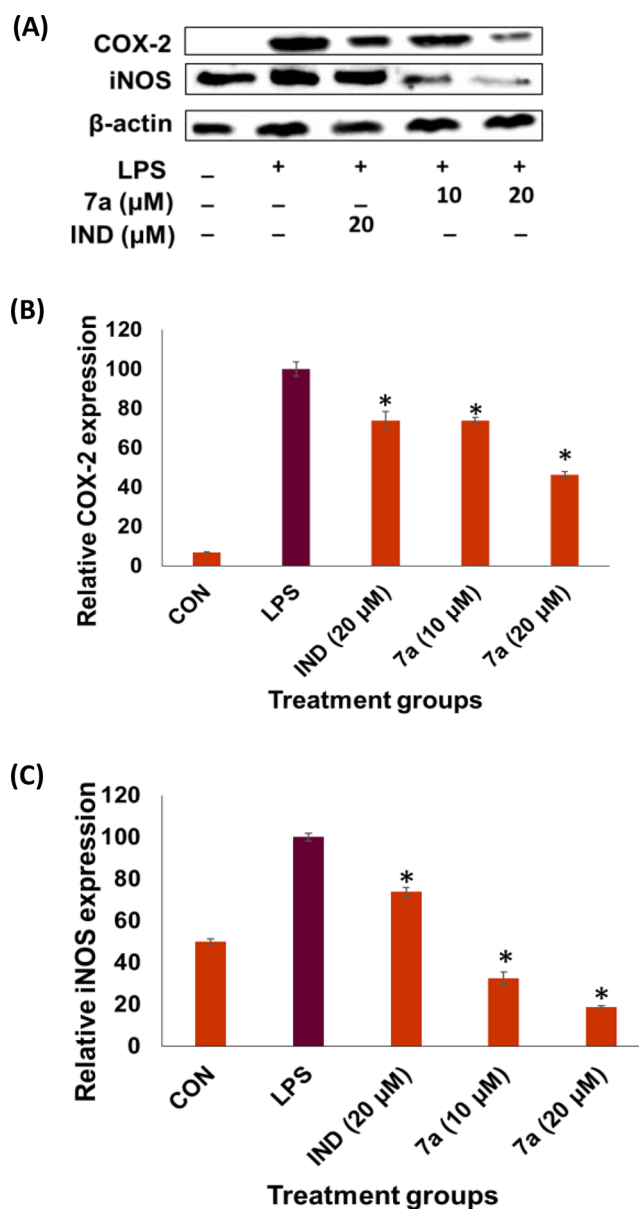 (A)
COX-2
iNOS
β-actin
LPS – + + + +
7a (μM) – – – 10 20
IND (μM) – – 20 – –
(B)
Relative COX-2 expression
120
100
80
60
40
20
0
* * *
CON LPS IND (20 μM) 7a (10 μM) 7a (20 μM)
Treatment groups
(C)
Relative iNOS expression
120
100
80
60
40
20
0
* * *
CON LPS IND (20 μM) 7a (10 μM) 7a (20 μM)
Treatment groups